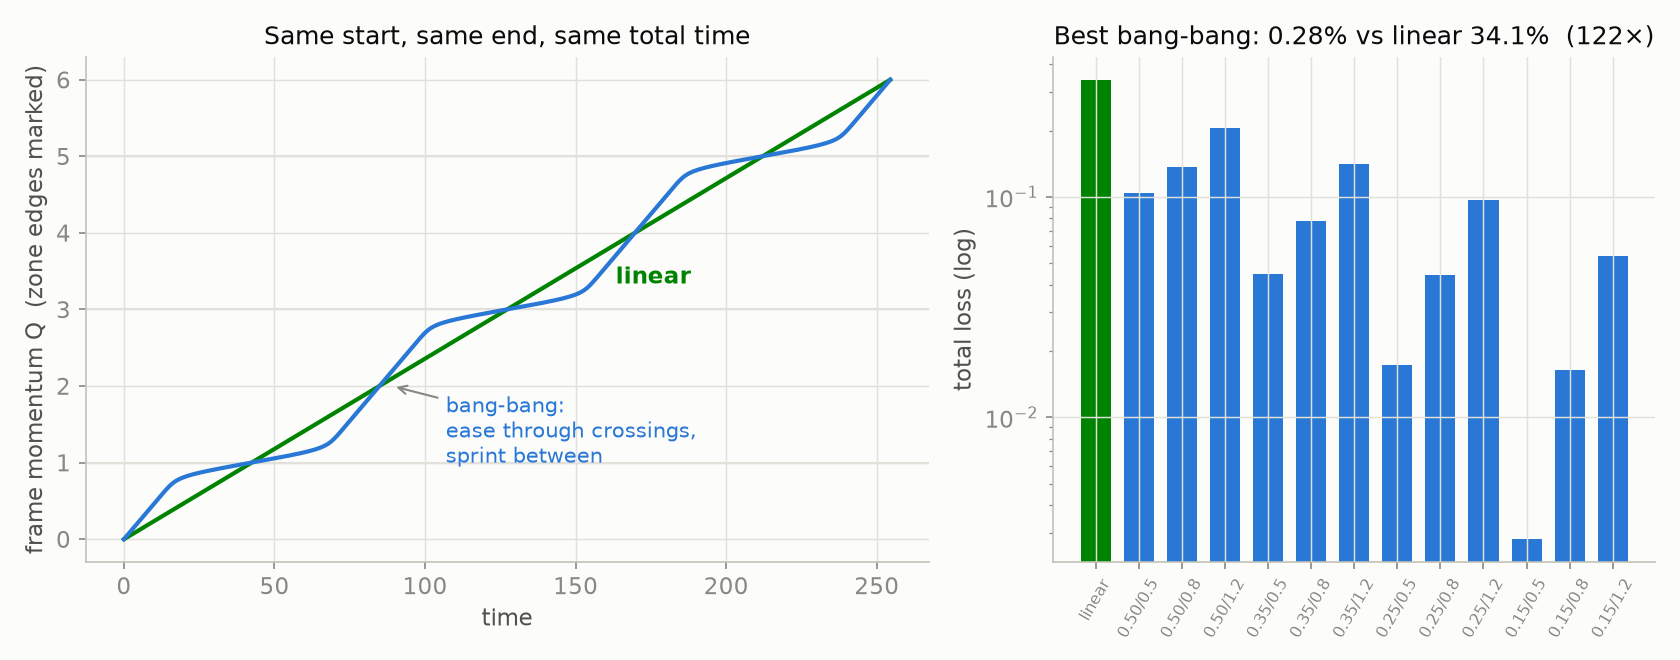 Same start, same end, same total time
frame momentum Q  (zone edges marked)
6
5
4
3
2
1
0
linear
bang-bang:
ease through crossings,
sprint between
0
50
100
150
200
250
time
Best bang-bang: 0.28% vs linear 34.1%  (122×)
total loss (log)
10⁻¹
10⁻²
linear
0.50/0.5
0.50/0.8
0.50/1.2
0.35/0.5
0.35/0.8
0.35/1.2
0.25/0.5
0.25/0.8
0.25/1.2
0.15/0.5
0.15/0.8
0.15/1.2